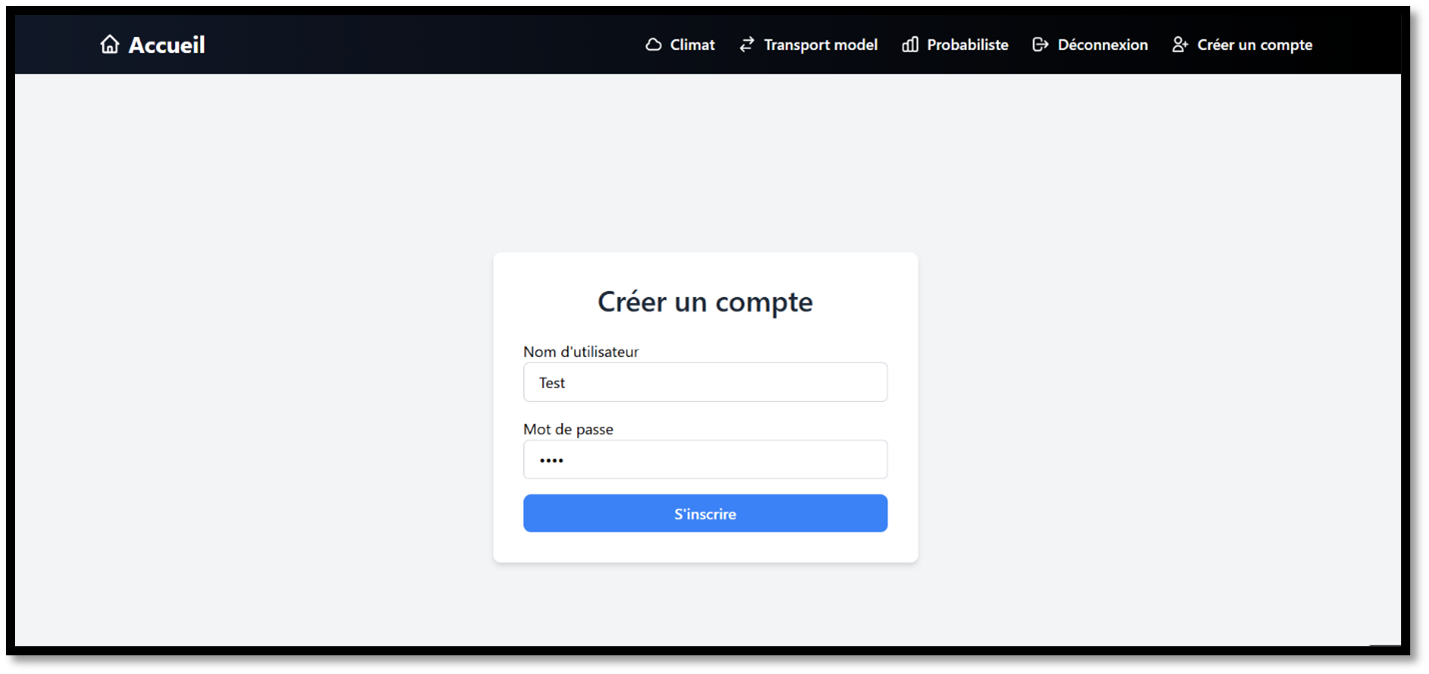 Accueil Climat Transport model Probabiliste Déconnexion Créer un compte
Créer un compte
Nom d'utilisateur
Test
Mot de passe
••••
S'inscrire